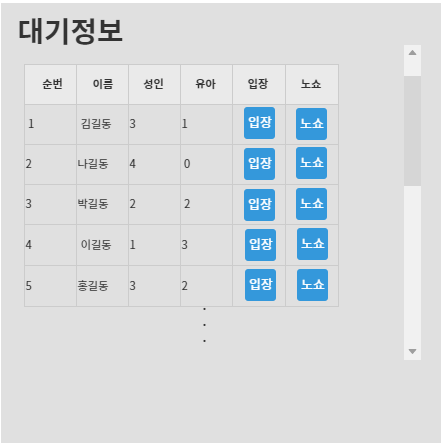 대기정보
순번 이름 성인 유아 입장 노쇼
1 김길동 3 1 입장 노쇼
2 나길동 4 0 입장 노쇼
3 박길동 2 2 입장 노쇼
4 이길동 1 3 입장 노쇼
5 홍길동 3 2 입장 노쇼
.
.
.